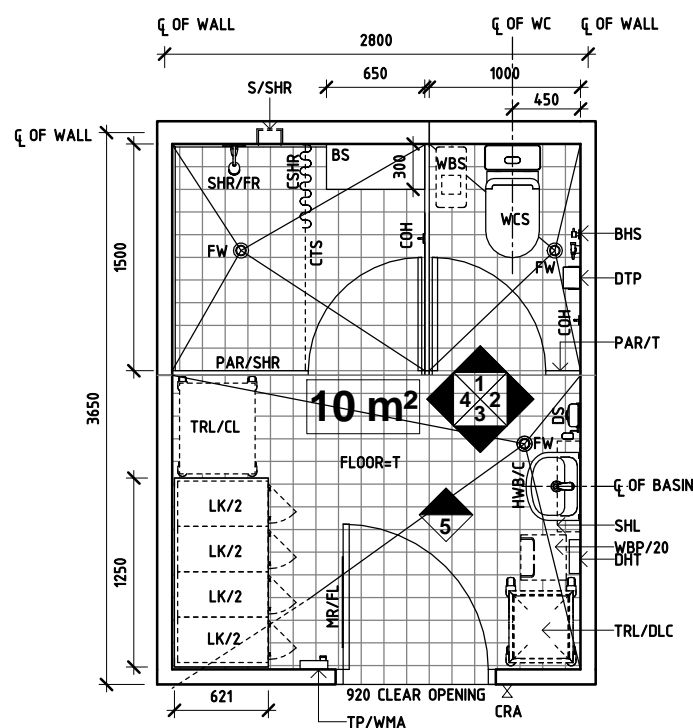 ℄ OF WALL
℄ OF WC
℄ OF WALL
2800
650
1000
S/SHR
450
℄ OF WALL
BS
WBS
SHR/FR
CSHR
300
WCS
BHS
COH
CTS
FW
FW
DTP
1500
COH
PAR/T
PAR/SHR
1
4
2
3
10 m²
3650
TRL/CL
DS
FW
FLOOR=T
HWB/C
℄ OF BASIN
LK/2
5
SHL
LK/2
WBP/20
DHT
1250
LK/2
MR/FL
LK/2
TRL/DLC
621
920 CLEAR OPENING
CRA
TP/WMA